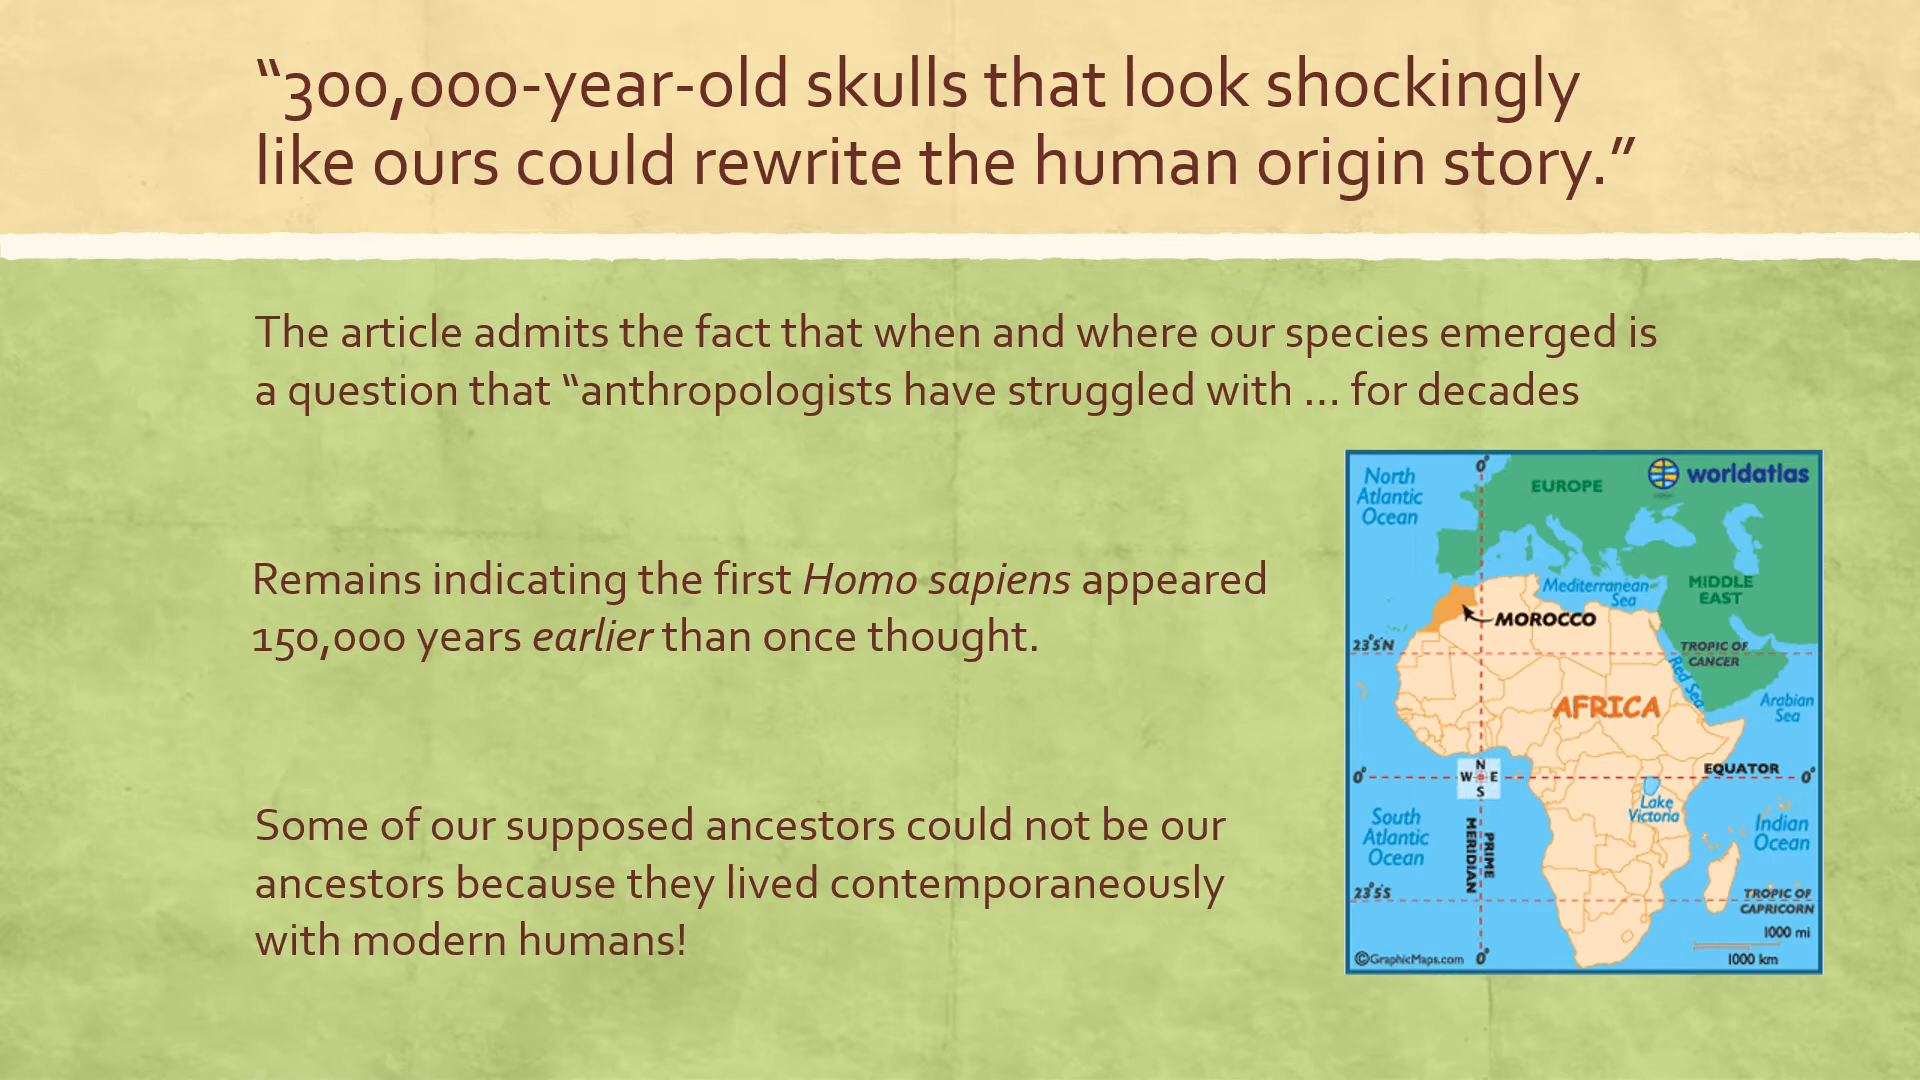 “300,000-year-old skulls that look shockingly
like ours could rewrite the human origin story.”
The article admits the fact that when and where our species emerged is
a question that “anthropologists have struggled with ... for decades
Remains indicating the first Homo sapiens appeared
150,000 years earlier than once thought.
Some of our supposed ancestors could not be our
ancestors because they lived contemporaneously
with modern humans!
0°
worldatlas
North
Atlantic
Ocean
EUROPE
Mediterranean
Sea
MIDDLE
EAST
MOROCCO
23°5N
TROPIC OF
CANCER
Red Sea
AFRICA
Arabian
Sea
N
W E
S
0°
EQUATOR
0°
Lake
Victoria
South
Atlantic
Ocean
PRIME
MERIDIAN
Indian
Ocean
23°5S
TROPIC OF
CAPRICORN
1000 mi
1000 km
©GraphicMaps.com
0°